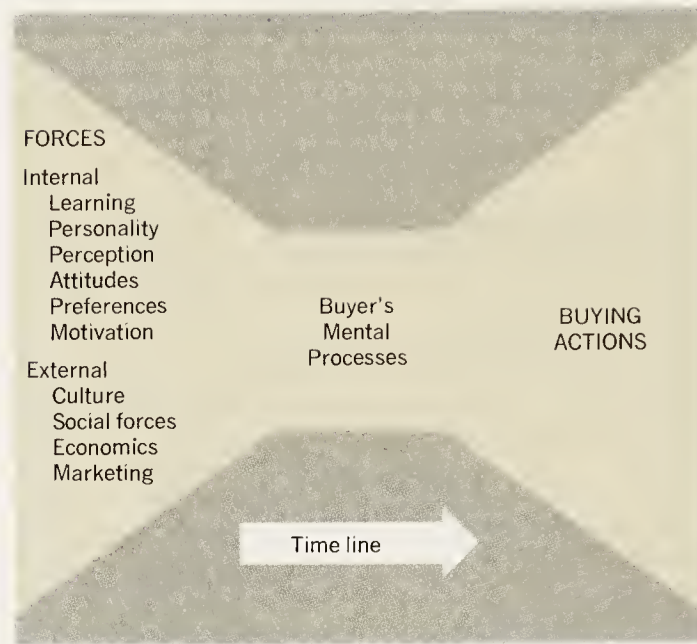 FORCES
Internal
Learning
Personality
Perception
Attitudes
Preferences
Motivation
External
Culture
Social forces
Economics
Marketing
Buyer's
Mental
Processes
BUYING
ACTIONS
Time line